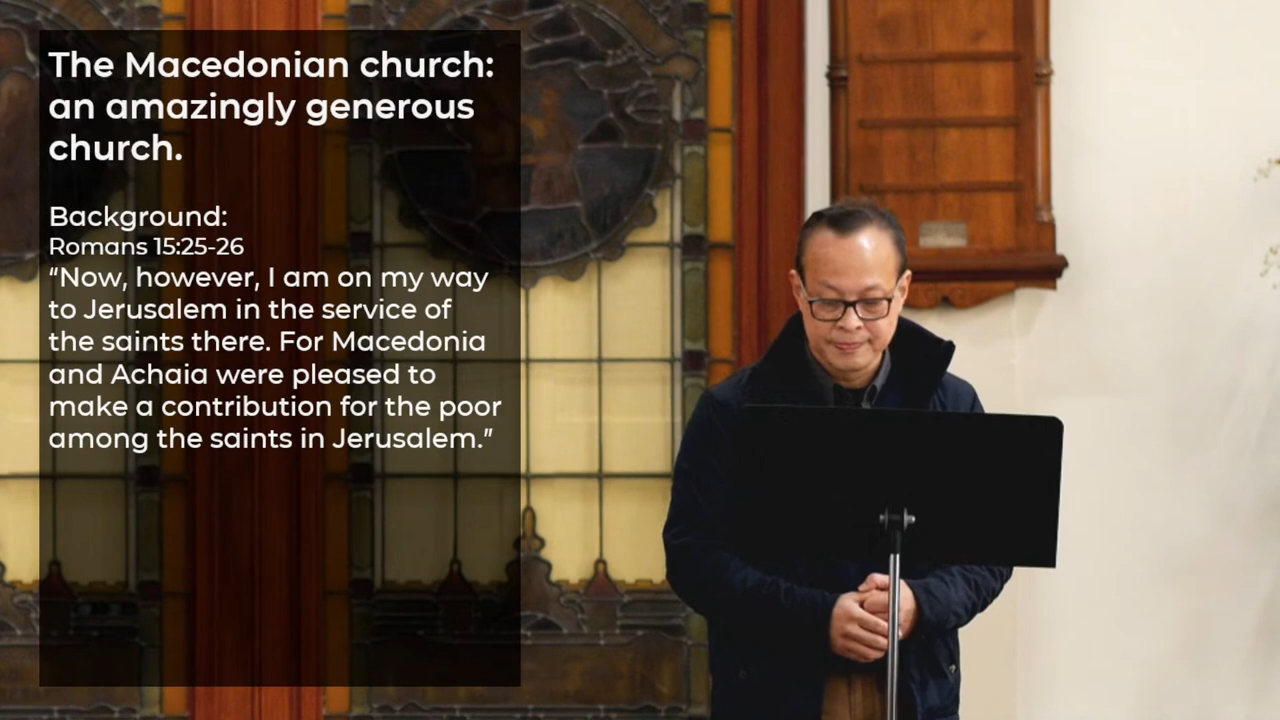 The Macedonian church:
an amazingly generous
church.
Background:
Romans 15:25-26
“Now, however, I am on my way
to Jerusalem in the service of
the saints there. For Macedonia
and Achaia were pleased to
make a contribution for the poor
among the saints in Jerusalem.”